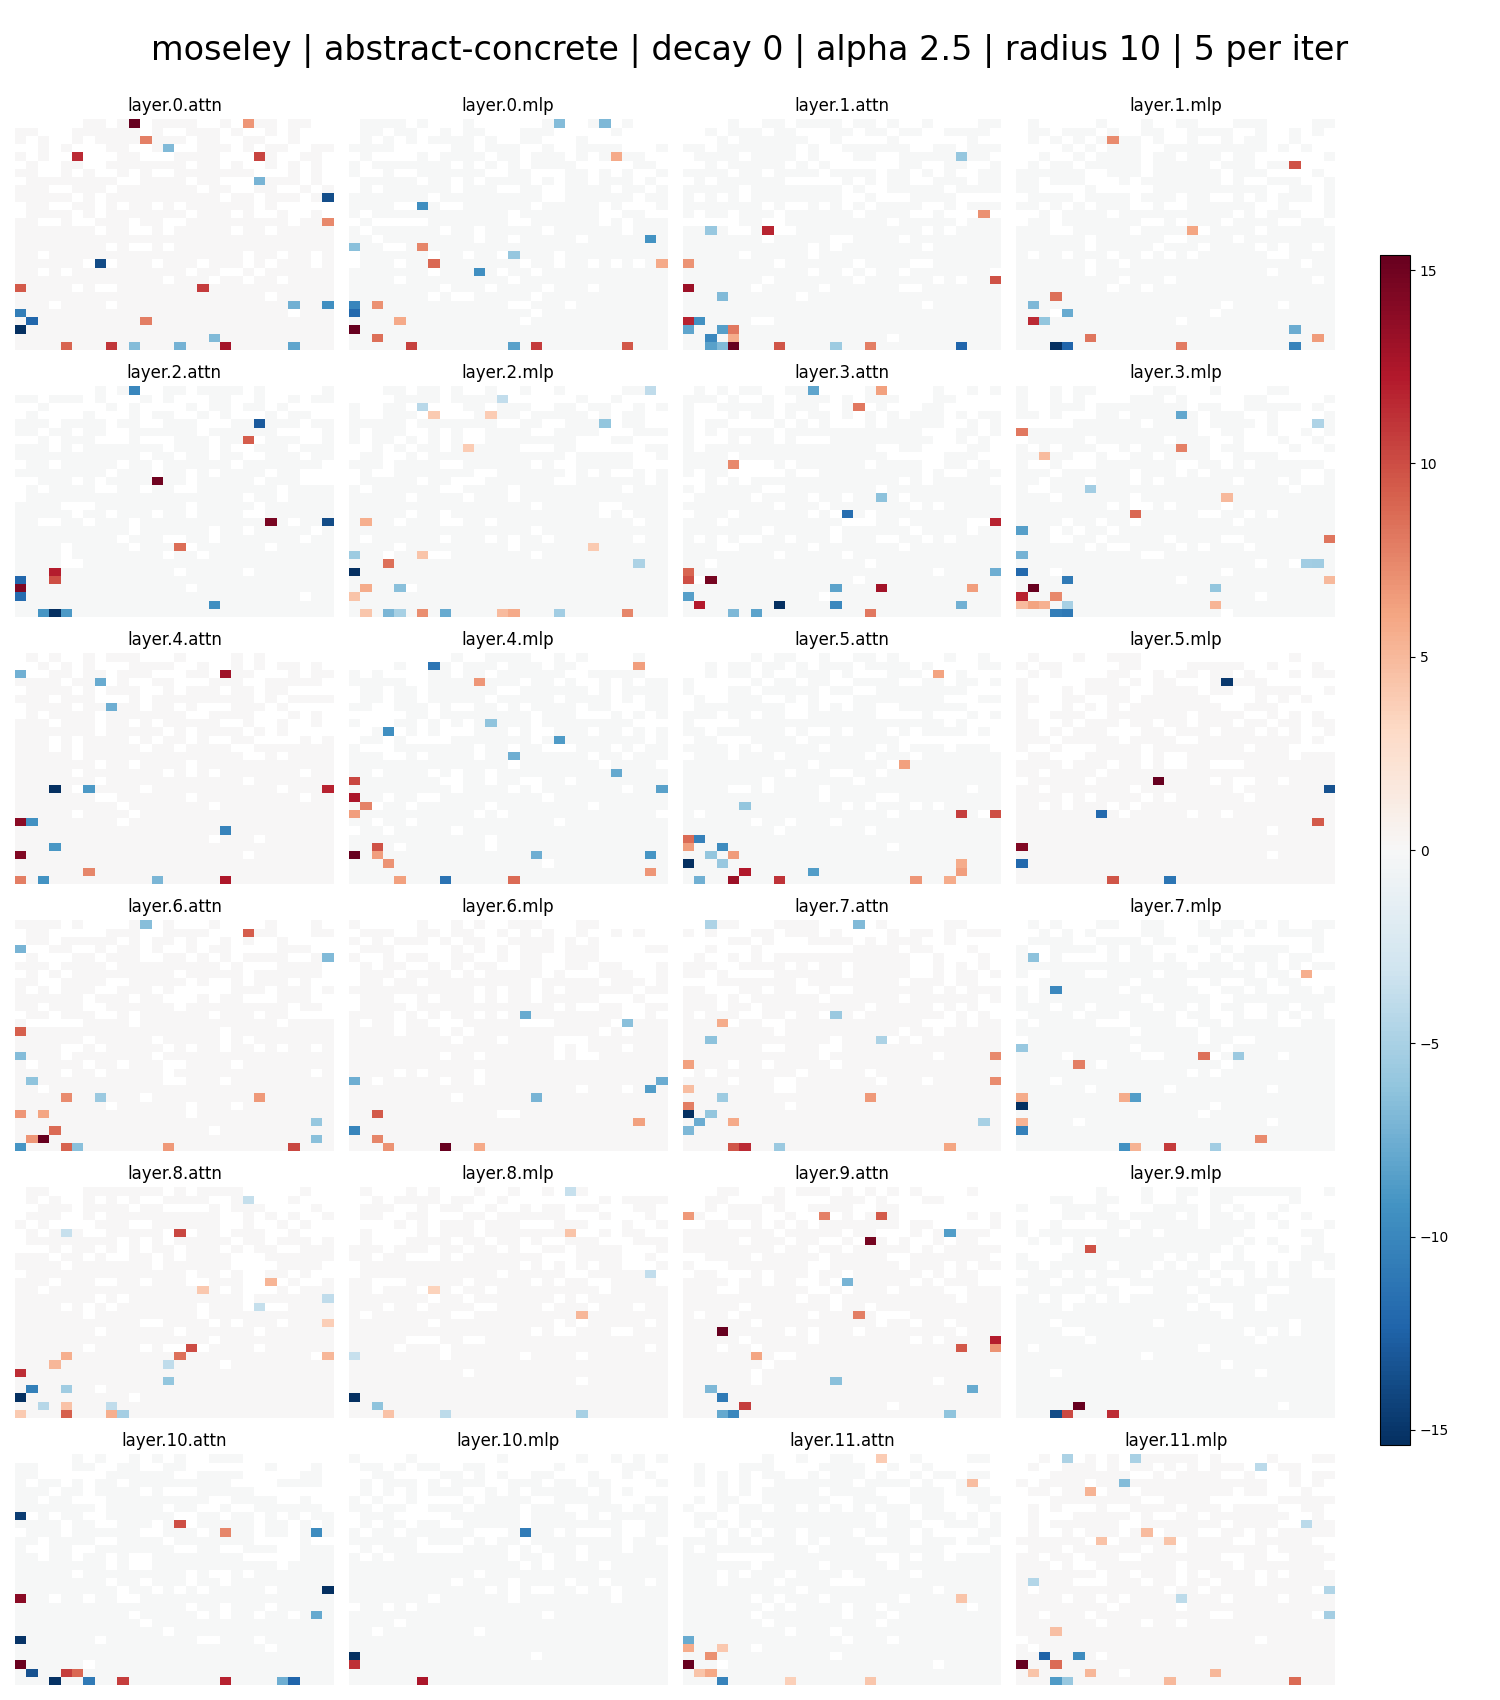 moseley | abstract-concrete | decay 0 | alpha 2.5 | radius 10 | 5 per iter
layer.0.attn
layer.0.mlp
layer.1.attn
layer.1.mlp
layer.2.attn
layer.2.mlp
layer.3.attn
layer.3.mlp
layer.4.attn
layer.4.mlp
layer.5.attn
layer.5.mlp
layer.6.attn
layer.6.mlp
layer.7.attn
layer.7.mlp
layer.8.attn
layer.8.mlp
layer.9.attn
layer.9.mlp
layer.10.attn
layer.10.mlp
layer.11.attn
layer.11.mlp
15
10
5
0
−5
−10
−15